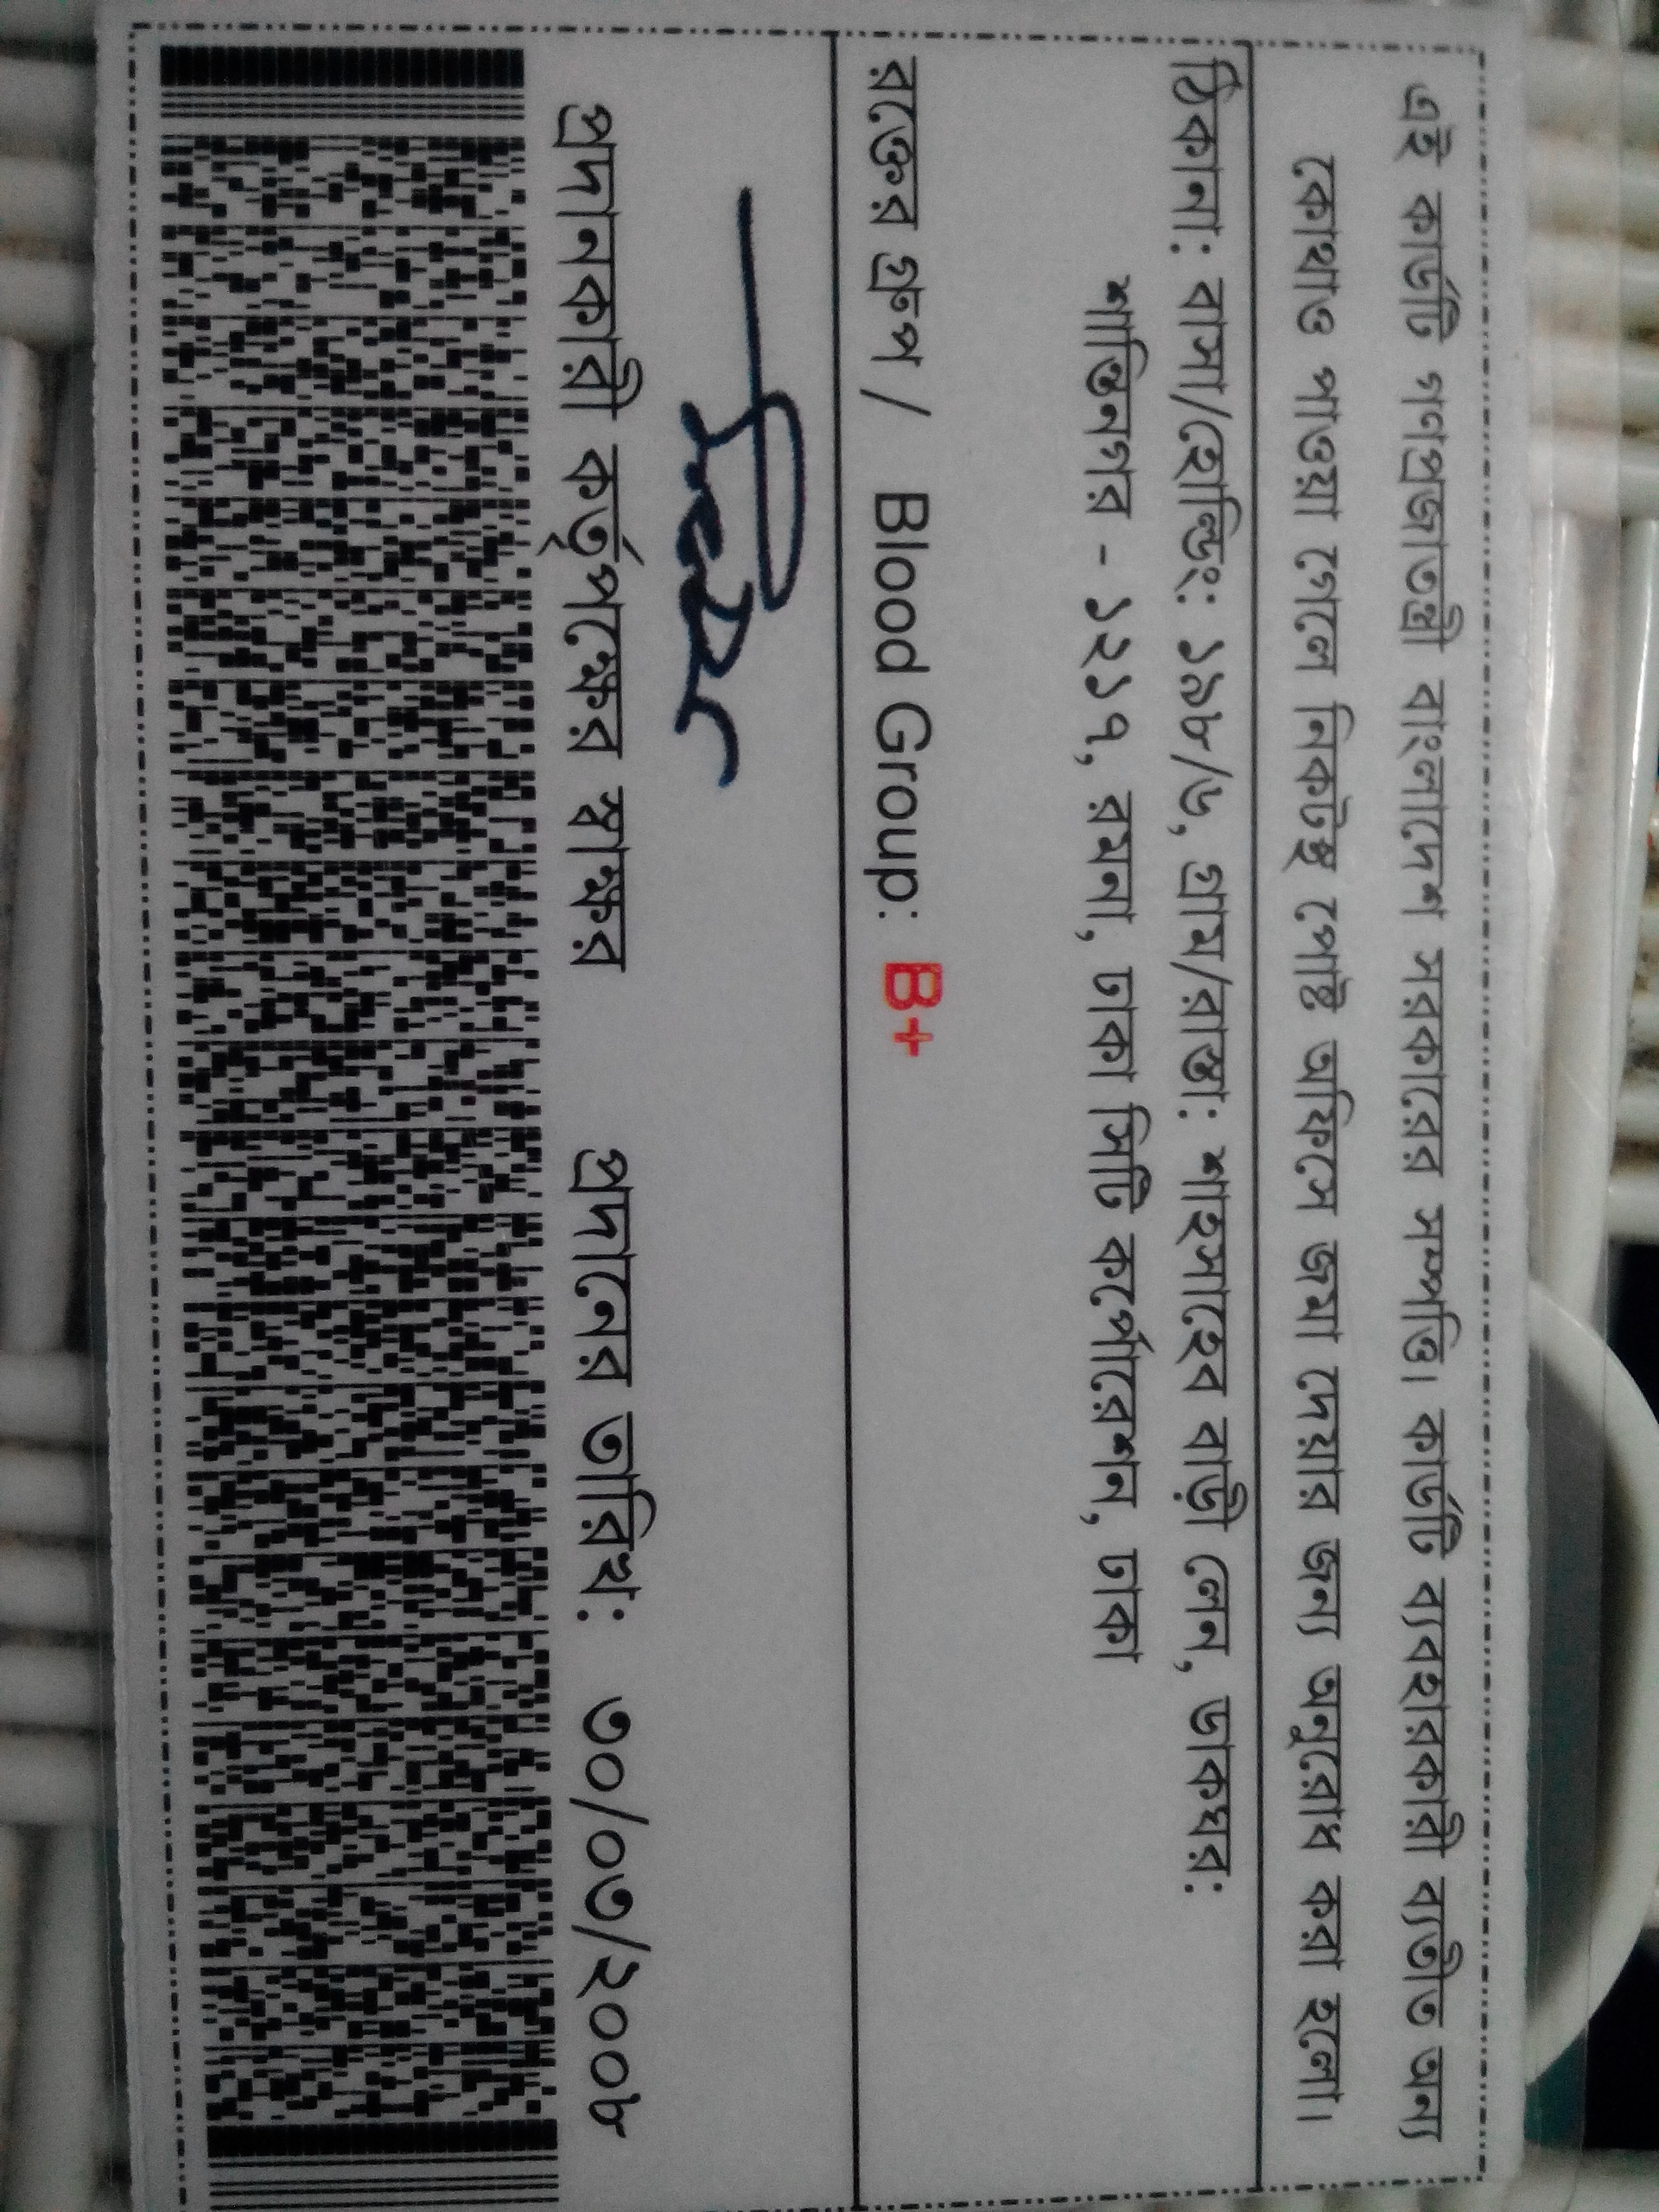 এই কার্ডটি গণপ্রজাতন্ত্রী বাংলাদেশ সরকারের সম্পত্তি। কার্ডটি ব্যবহারকারী ব্যতীত অন্য
কোথাও পাওয়া গেলে নিকটস্থ পোষ্ট অফিসে জমা দেয়ার জন্য অনুরোধ করা হলো।
ঠিকানা: বাসা/হোল্ডিং: ১৯৮/৬, গ্রাম/রাস্তা: শাহসাহেব বাড়ী লেন, ডাকঘর:
শান্তিনগর - ১২১৭, রমনা, ঢাকা সিটি কর্পোরেশন, ঢাকা
রক্তের গ্রুপ / Blood Group: B+
প্রদানকারী কর্তৃপক্ষের স্বাক্ষর প্রদানের তারিখ: ৩০/০৩/২০০৮